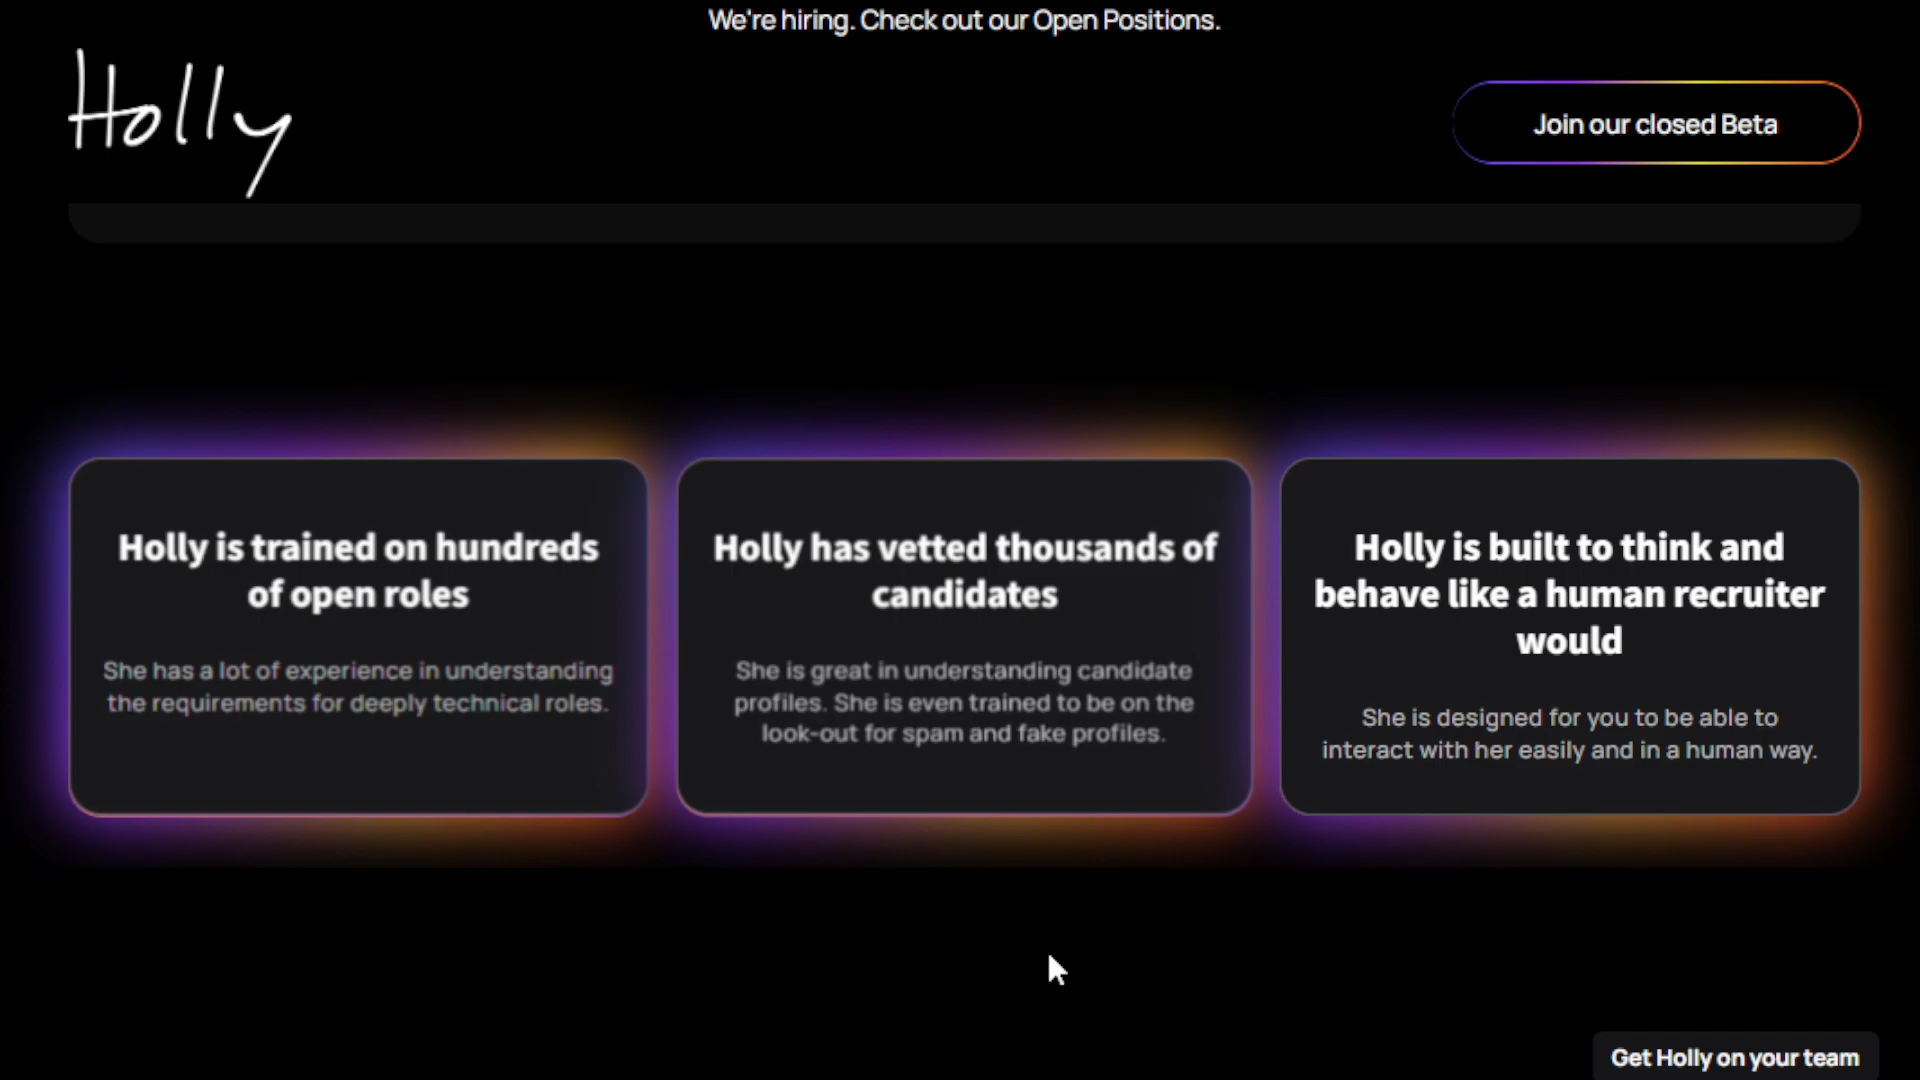 We're hiring. Check out our Open Positions.
Holly
Join our closed Beta
Holly is trained on hundreds
of open roles
She has a lot of experience in understanding
the requirements for deeply technical roles.
Holly has vetted thousands of
candidates
She is great in understanding candidate
profiles. She is even trained to be on the
look-out for spam and fake profiles.
Holly is built to think and
behave like a human recruiter
would
She is designed for you to be able to
interact with her easily and in a human way.
Get Holly on your team